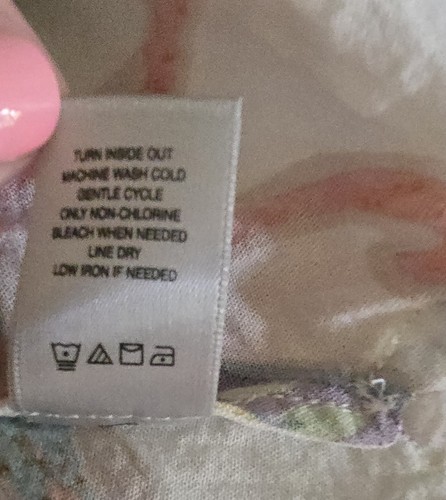 TURN INSIDE OUT
MACHINE WASH COLD
GENTLE CYCLE
ONLY NON-CHLORINE
BLEACH WHEN NEEDED
LINE DRY
LOW IRON IF NEEDED